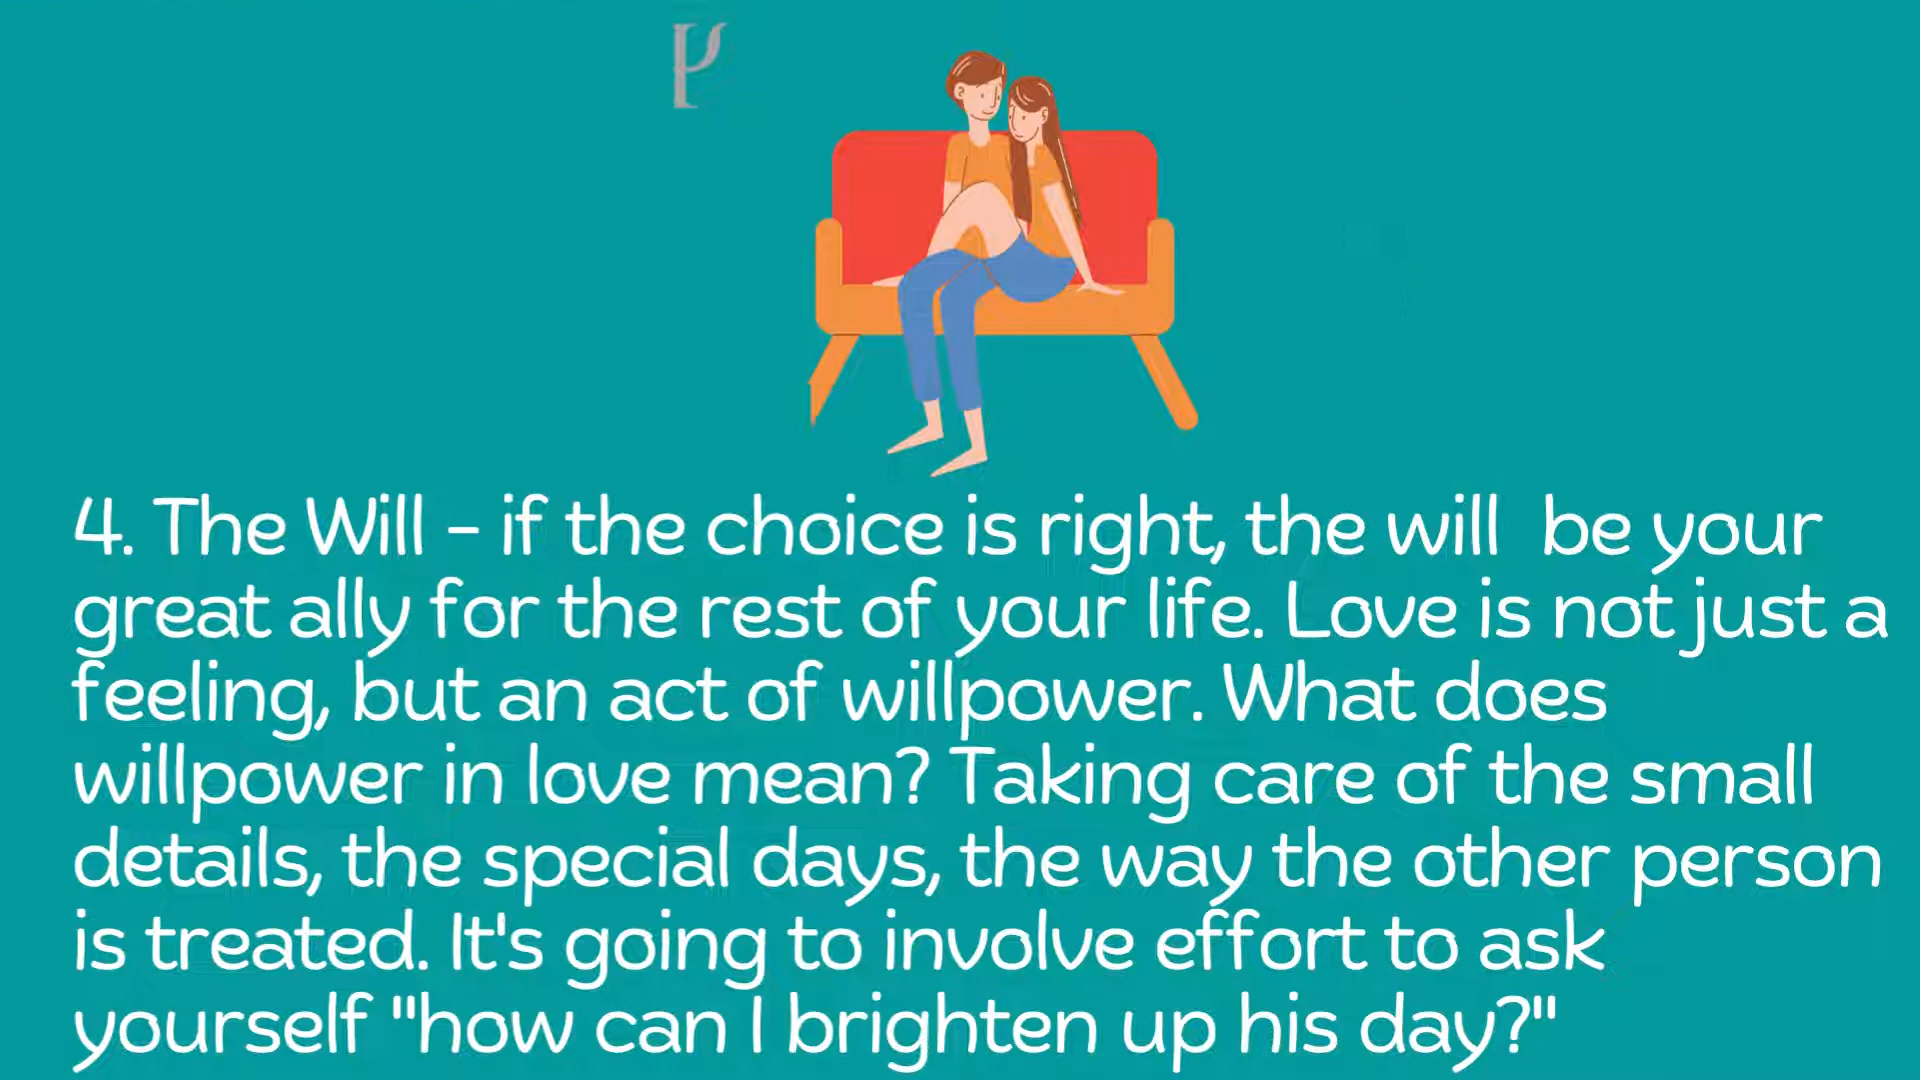 4. The Will - if the choice is right, the will be your
great ally for the rest of your life. Love is not just a
feeling, but an act of willpower. What does
willpower in love mean? Taking care of the small
details, the special days, the way the other person
is treated. It's going to involve effort to ask
yourself "how can I brighten up his day?"